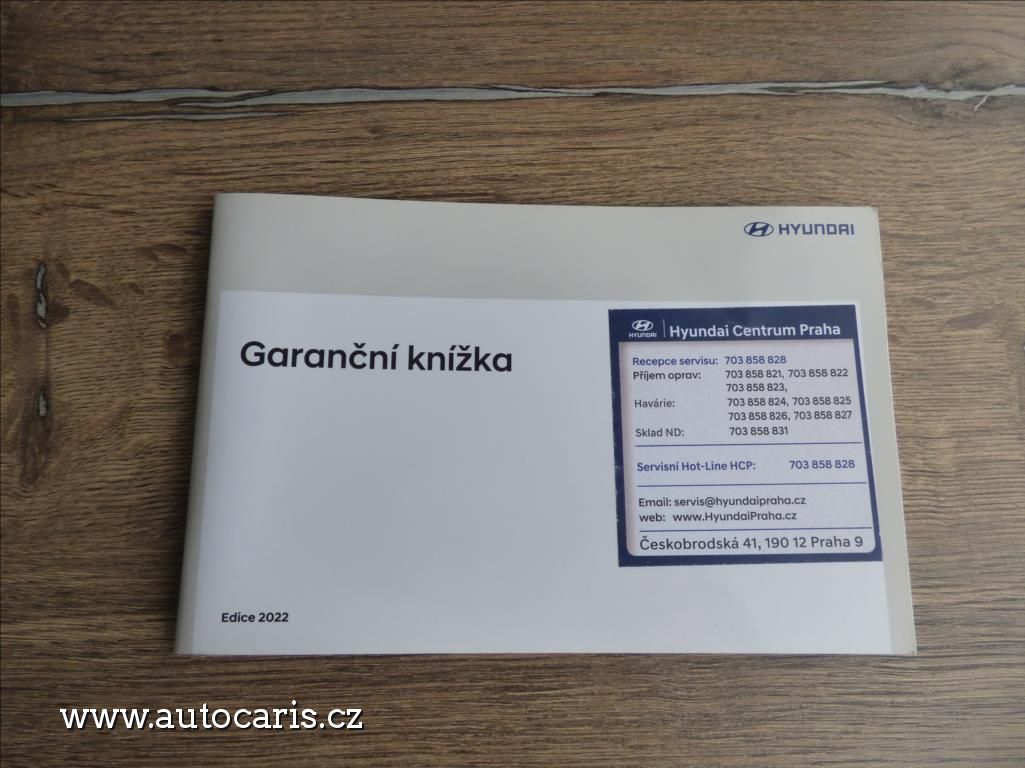 HYUNDAI
Garanční knížka
HYUNDAI
Hyundai Centrum Praha
Recepce servisu: 703 858 828
Příjem oprav: 703 858 821, 703 858 822
703 858 823,
Havárie: 703 858 824, 703 858 825
703 858 826, 703 858 827
Sklad ND: 703 858 831
Servisní Hot-Line HCP: 703 858 828
Email: servis@hyundaipraha.cz
web: www.HyundaiPraha.cz
Českobrodská 41, 190 12 Praha 9
Edice 2022
www.autocaris.cz